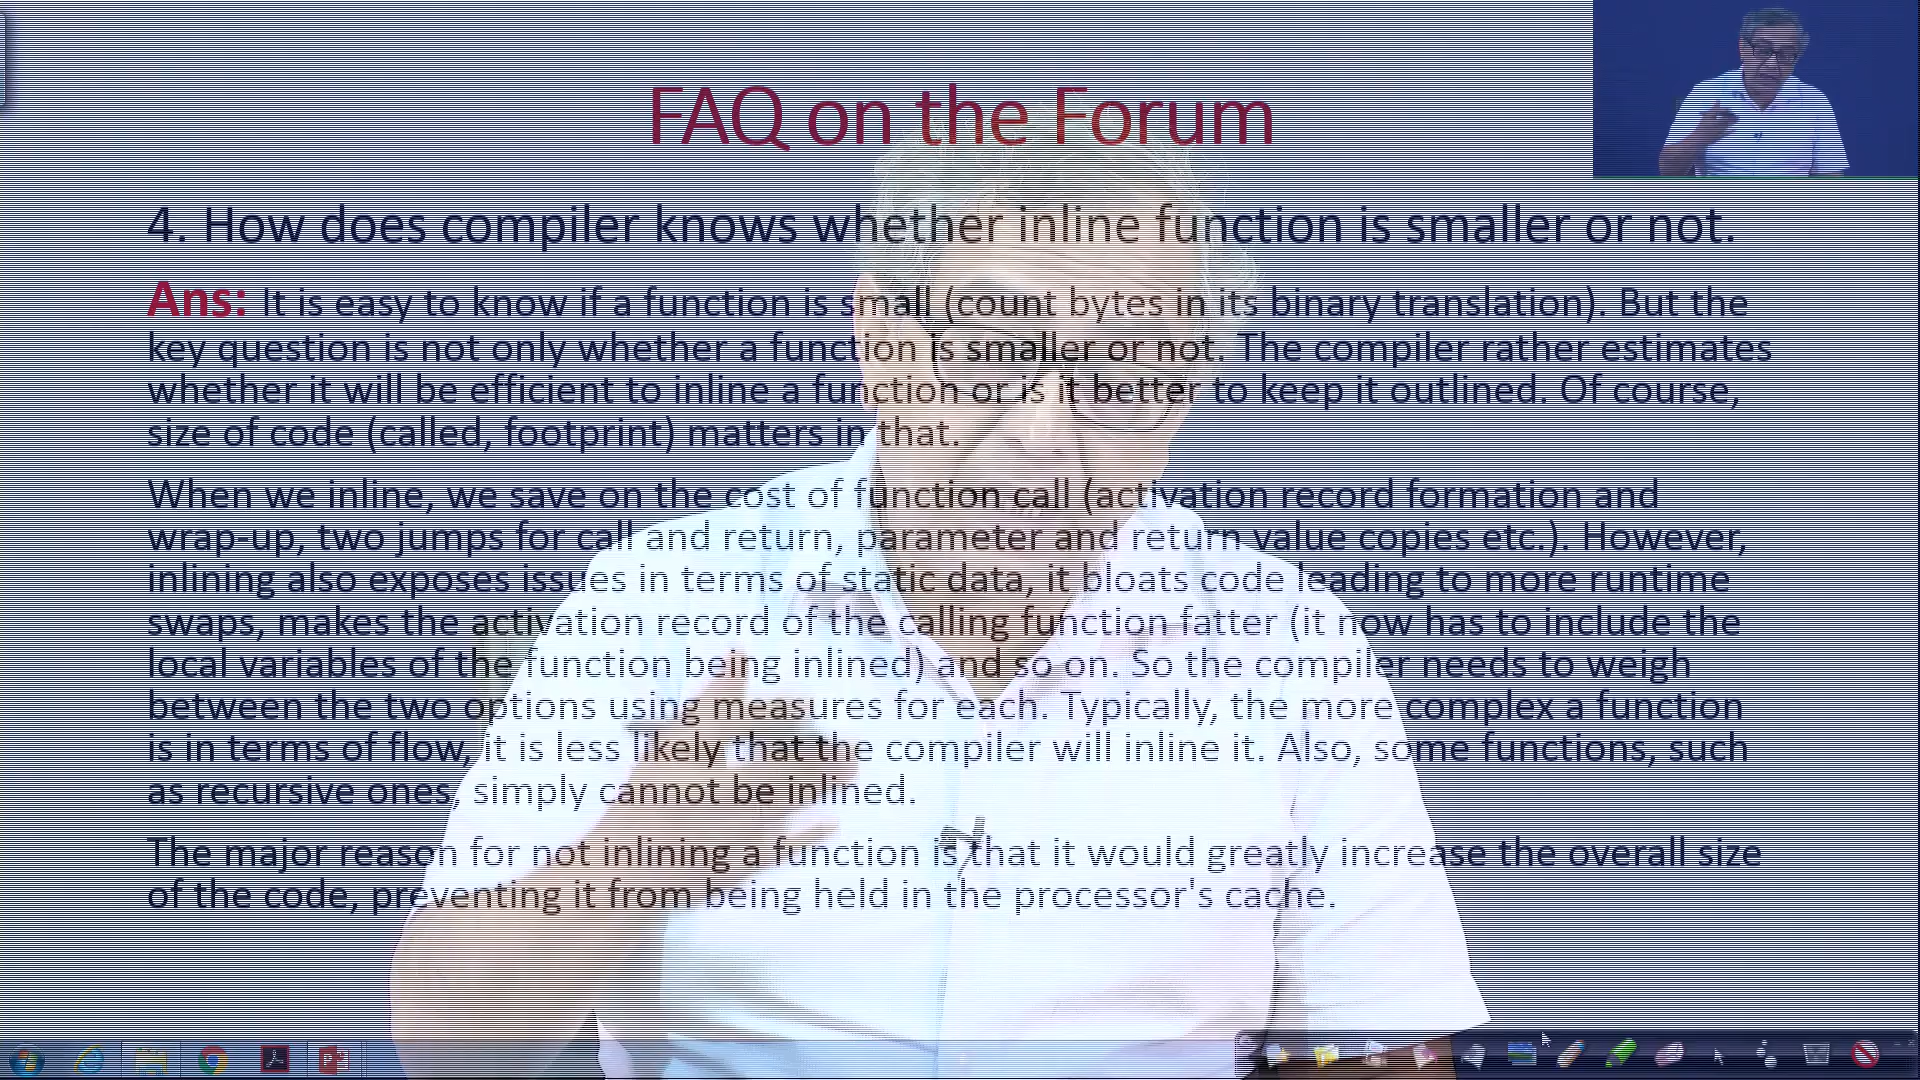 FAQ on the Forum
4. How does compiler knows whether inline function is smaller or not.
Ans: It is easy to know if a function is small (count bytes in its binary translation). But the
key question is not only whether a function is smaller or not. The compiler rather estimates
whether it will be efficient to inline a function or is it better to keep it outlined. Of course,
size of code (called, footprint) matters in that.
When we inline, we save on the cost of function call (activation record formation and
wrap-up, two jumps for call and return, parameter and return value copies etc.). However,
inlining also exposes issues in terms of static data, it bloats code leading to more runtime
swaps, makes the activation record of the calling function fatter (it now has to include the
local variables of the function being inlined) and so on. So the compiler needs to weigh
between the two options using measures for each. Typically, the more complex a function
is in terms of flow, it is less likely that the compiler will inline it. Also, some functions, such
as recursive ones, simply cannot be inlined.
The major reason for not inlining a function is that it would greatly increase the overall size
of the code, preventing it from being held in the processor's cache.